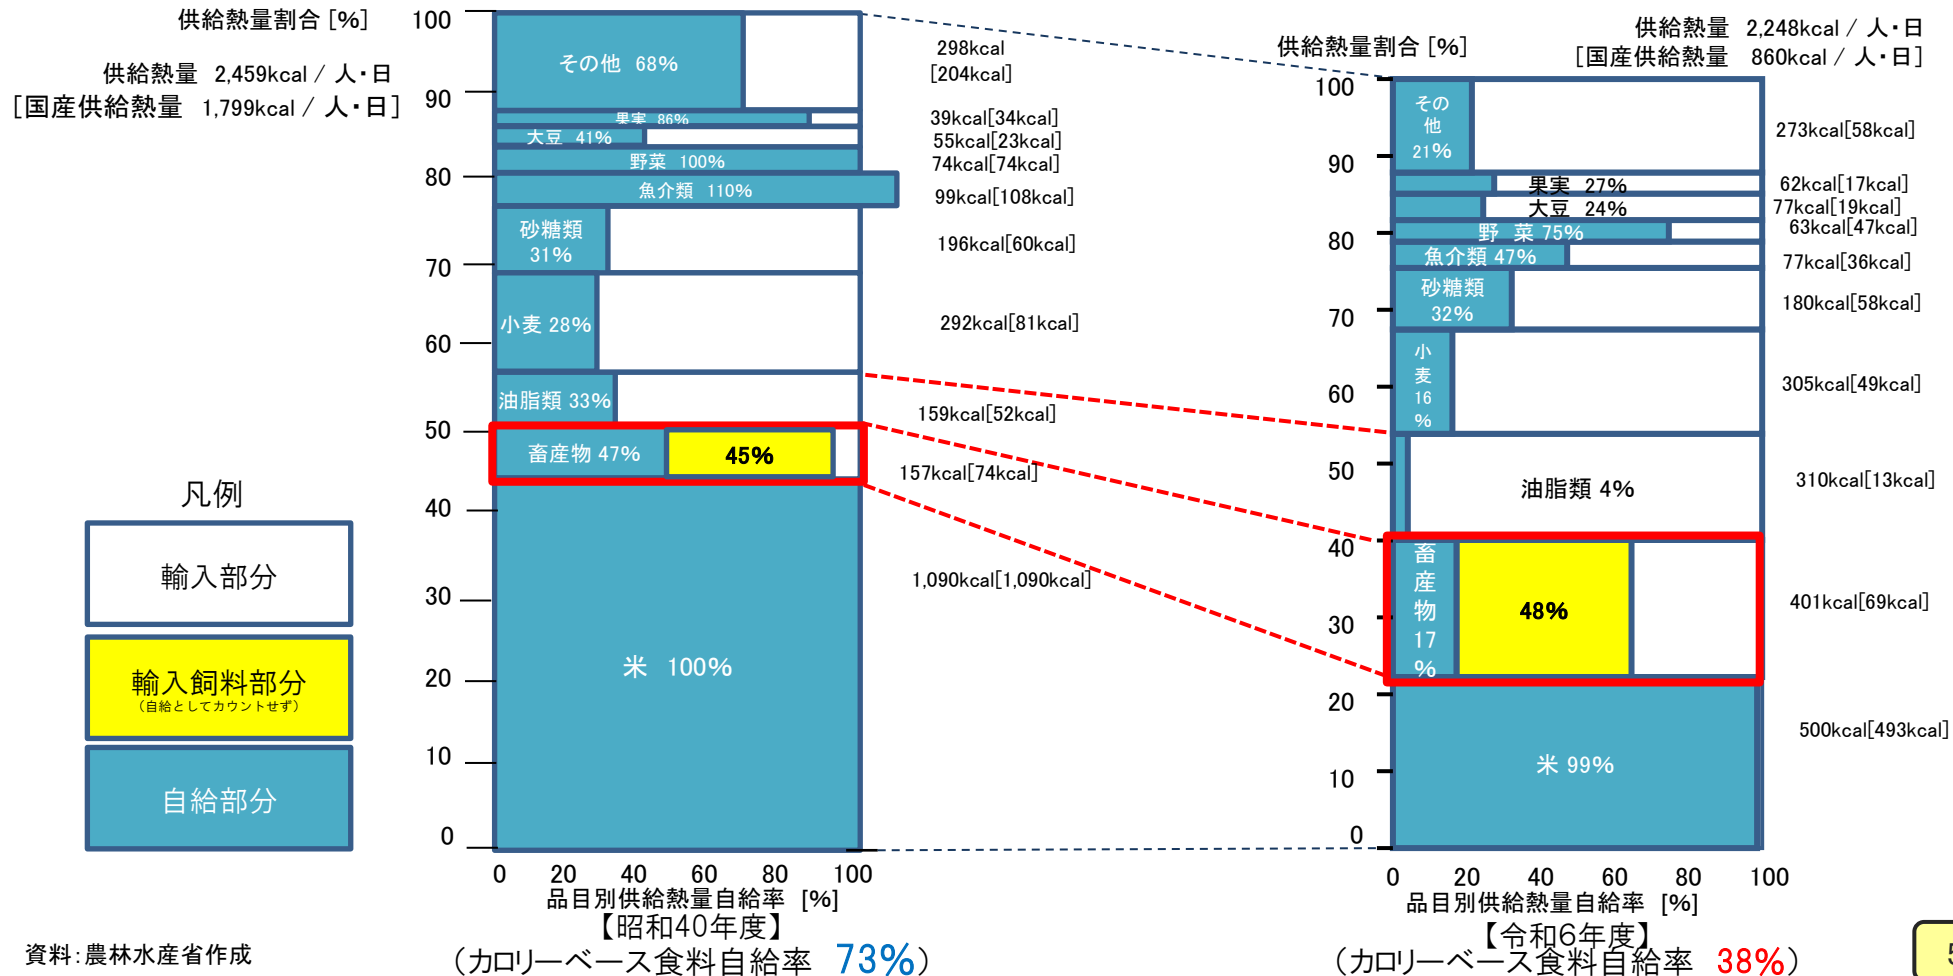 供給熱量割合 [%]
供給熱量 2,459kcal / 人・日
[国産供給熱量 1,799kcal / 人・日]
100
90
80
70
60
50
40
30
20
10
0
その他 68%
果実 86%
大豆 41%
野菜 100%
魚介類 110%
砂糖類
31%
小麦 28%
油脂類 33%
畜産物 47%
45%
米 100%
298kcal
[204kcal]
39kcal[34kcal]
55kcal[23kcal]
74kcal[74kcal]
99kcal[108kcal]
196kcal[60kcal]
292kcal[81kcal]
159kcal[52kcal]
157kcal[74kcal]
1,090kcal[1,090kcal]
0 20 40 60 80 100
品目別供給熱量自給率 [%]
【昭和40年度】
（カロリーベース食料自給率 73%）
凡例
輸入部分
輸入飼料部分
（自給としてカウントせず）
自給部分
資料：農林水産省作成
供給熱量割合 [%]
供給熱量 2,248kcal / 人・日
[国産供給熱量 860kcal / 人・日]
100
90
80
70
60
50
40
30
20
10
0
その
他
21%
果実 27%
大豆 24%
野 菜 75%
魚介類 47%
砂糖類
32%
小
麦
16
%
油脂類 4%
畜
産
物
17
%
48%
米 99%
273kcal[58kcal]
62kcal[17kcal]
77kcal[19kcal]
63kcal[47kcal]
77kcal[36kcal]
180kcal[58kcal]
305kcal[49kcal]
310kcal[13kcal]
401kcal[69kcal]
500kcal[493kcal]
0 20 40 60 80 100
品目別供給熱量自給率 [%]
【令和6年度】
（カロリーベース食料自給率 38%）